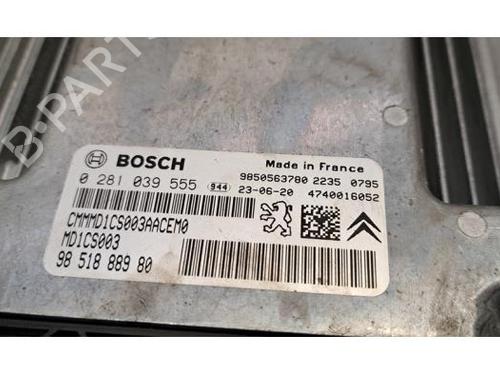 BOSCH
Made in France
0 281 039 555 944
9850563780 2235 0795
23-06-20 4740016052
CMMMD1CS003AACEM0
MD1CS003
98 518 889 80
B-PARTS